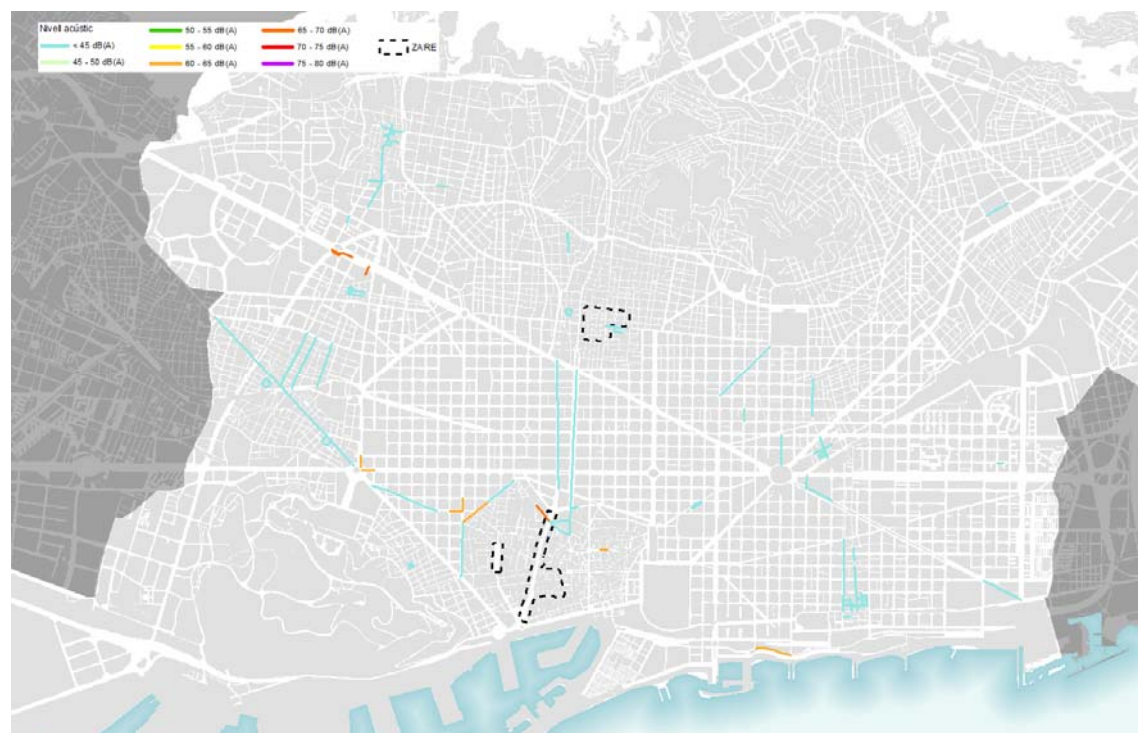 Nivell acústic
< 45 dB(A)
45 - 50 dB(A)
50 - 55 dB(A)
55 - 60 dB(A)
60 - 65 dB(A)
65 - 70 dB(A)
70 - 75 dB(A)
75 - 80 dB(A)
ZARE